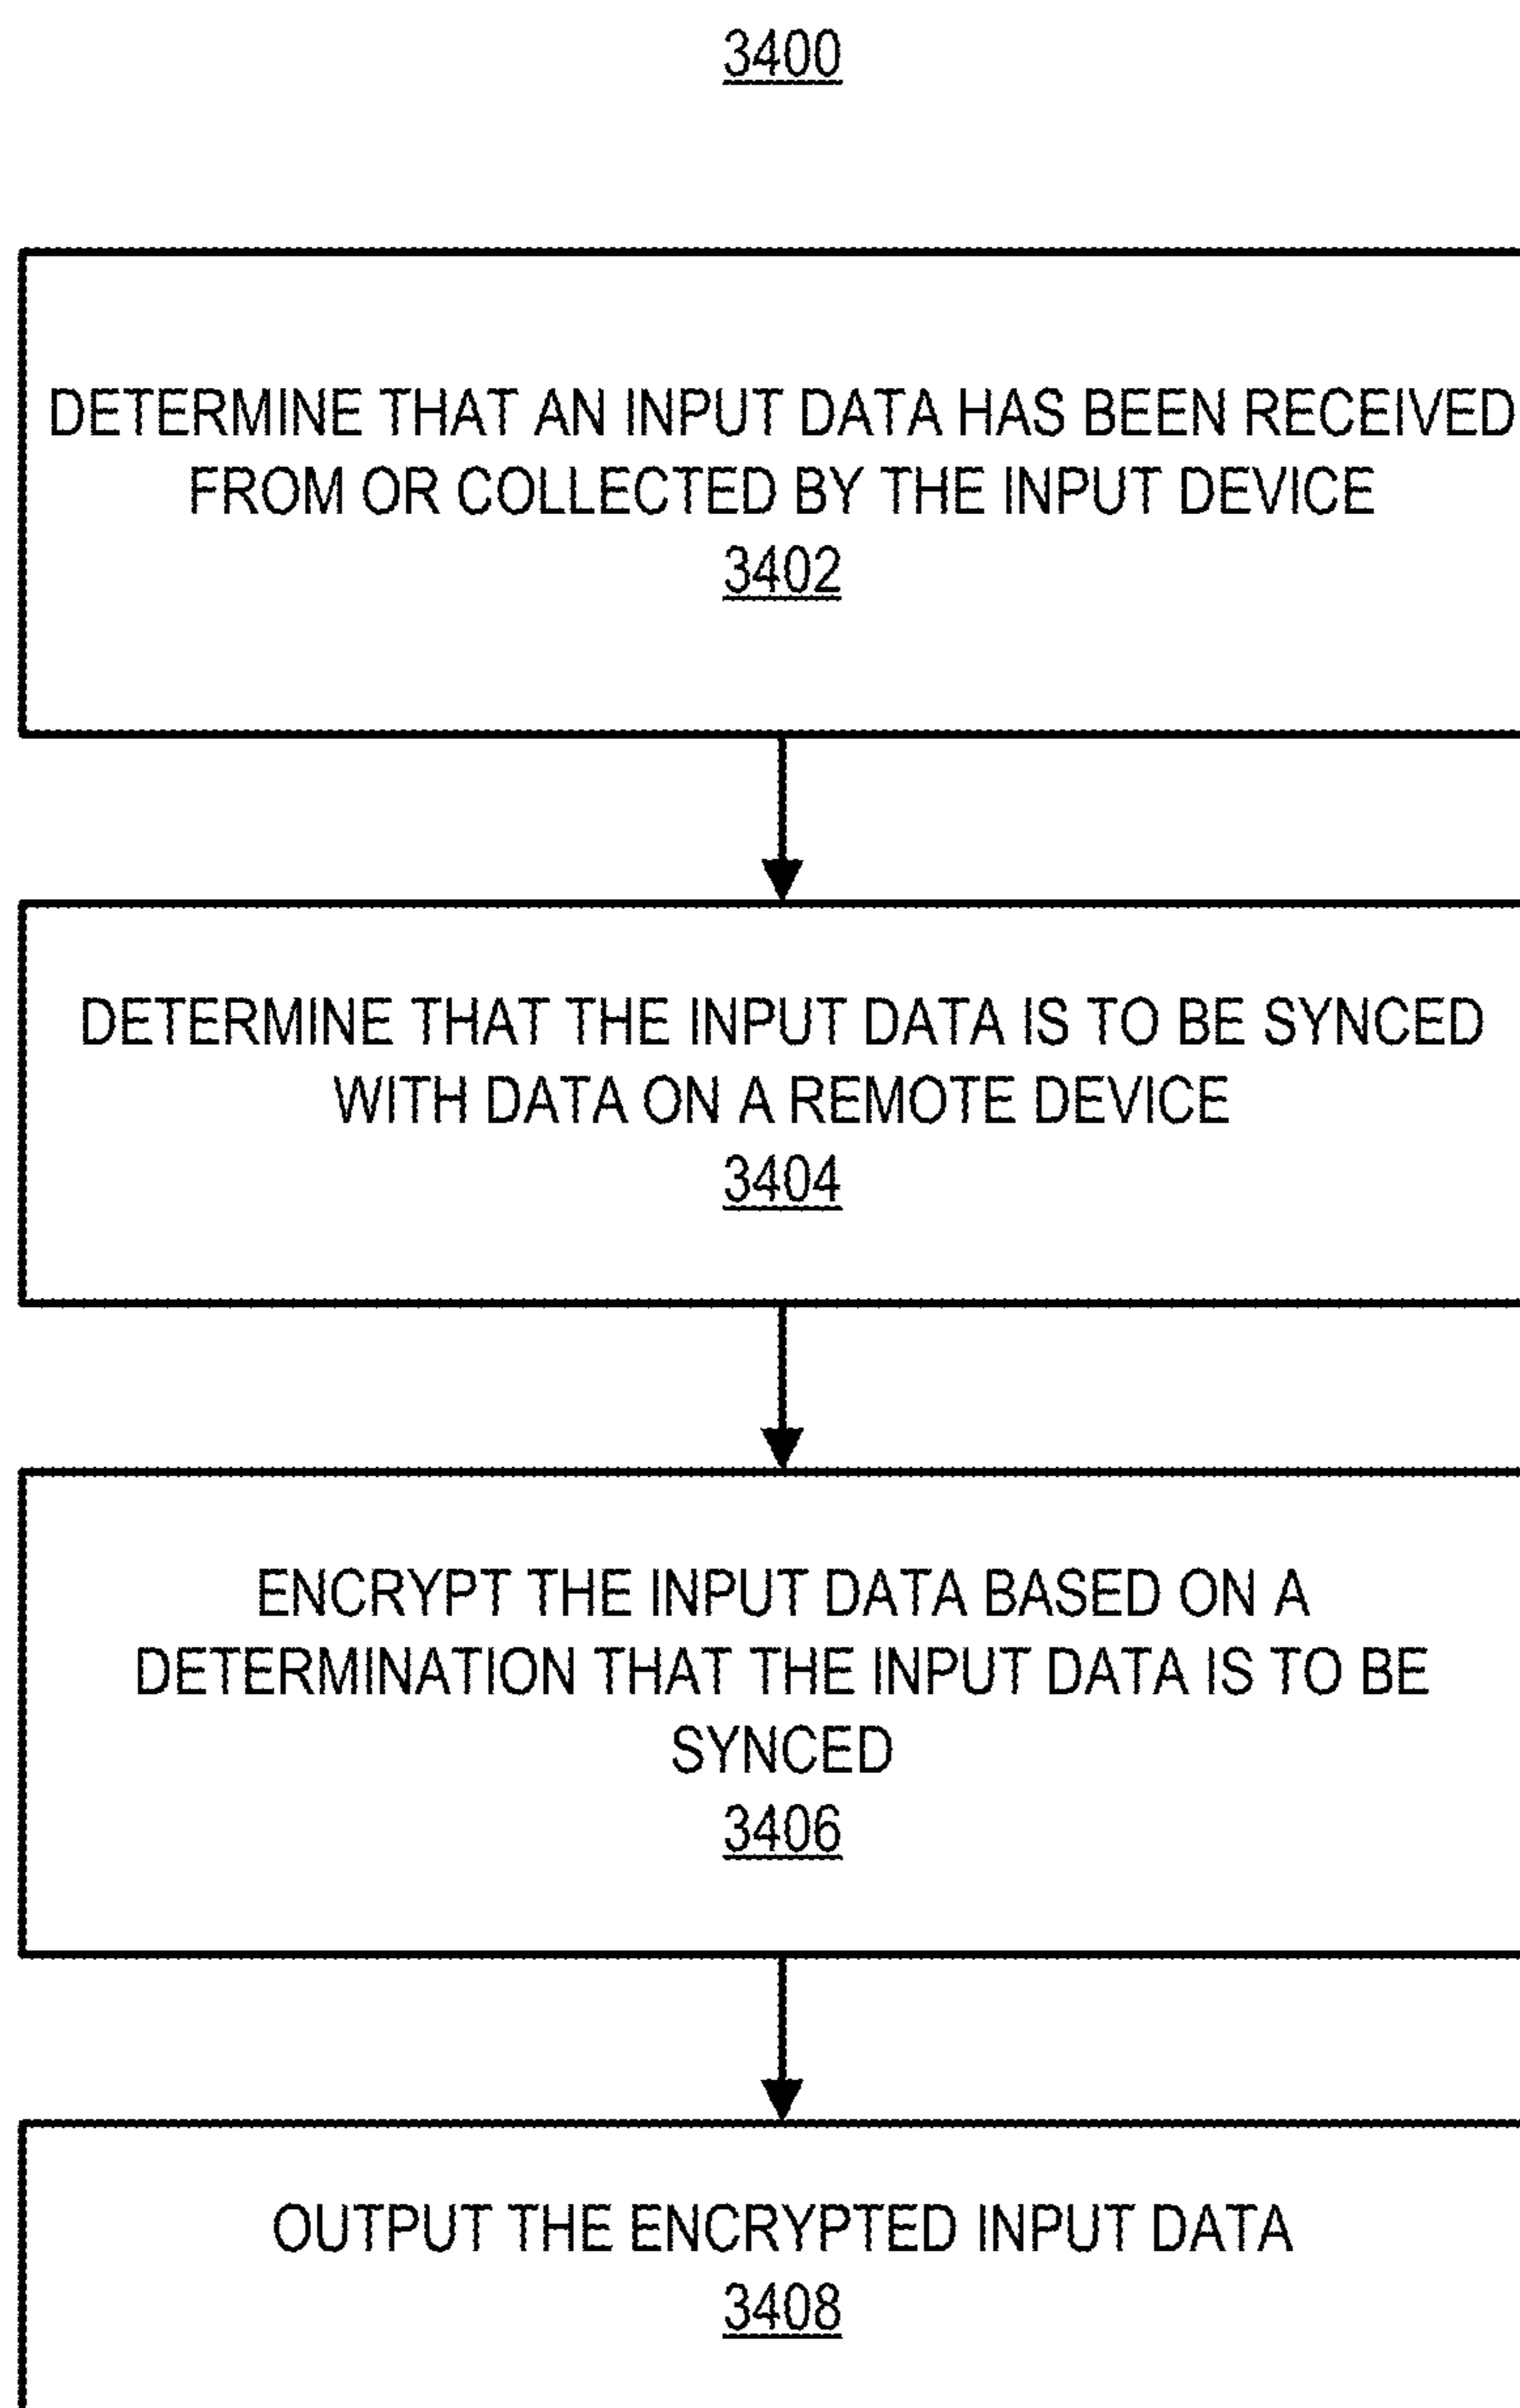 3400
DETERMINE THAT AN INPUT DATA HAS BEEN RECEIVED
FROM OR COLLECTED BY THE INPUT DEVICE
3402
DETERMINE THAT THE INPUT DATA IS TO BE SYNCED
WITH DATA ON A REMOTE DEVICE
3404
ENCRYPT THE INPUT DATA BASED ON A
DETERMINATION THAT THE INPUT DATA IS TO BE
SYNCED
3406
OUTPUT THE ENCRYPTED INPUT DATA
3408